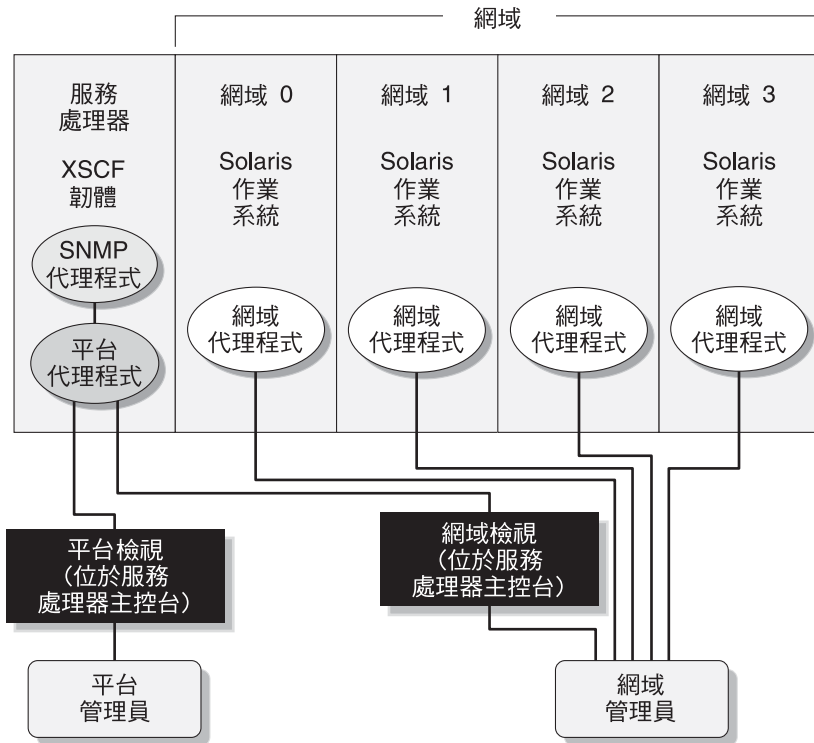 網域
服務
處理器
XSCF
韌體
SNMP
代理程式
平台
代理程式
網域 0
Solaris
作業
系統
網域
代理程式
網域 1
Solaris
作業
系統
網域
代理程式
網域 2
Solaris
作業
系統
網域
代理程式
網域 3
Solaris
作業
系統
網域
代理程式
平台檢視
（位於服務
處理器主控台）
網域檢視
（位於服務
處理器主控台）
平台
管理員
網域
管理員